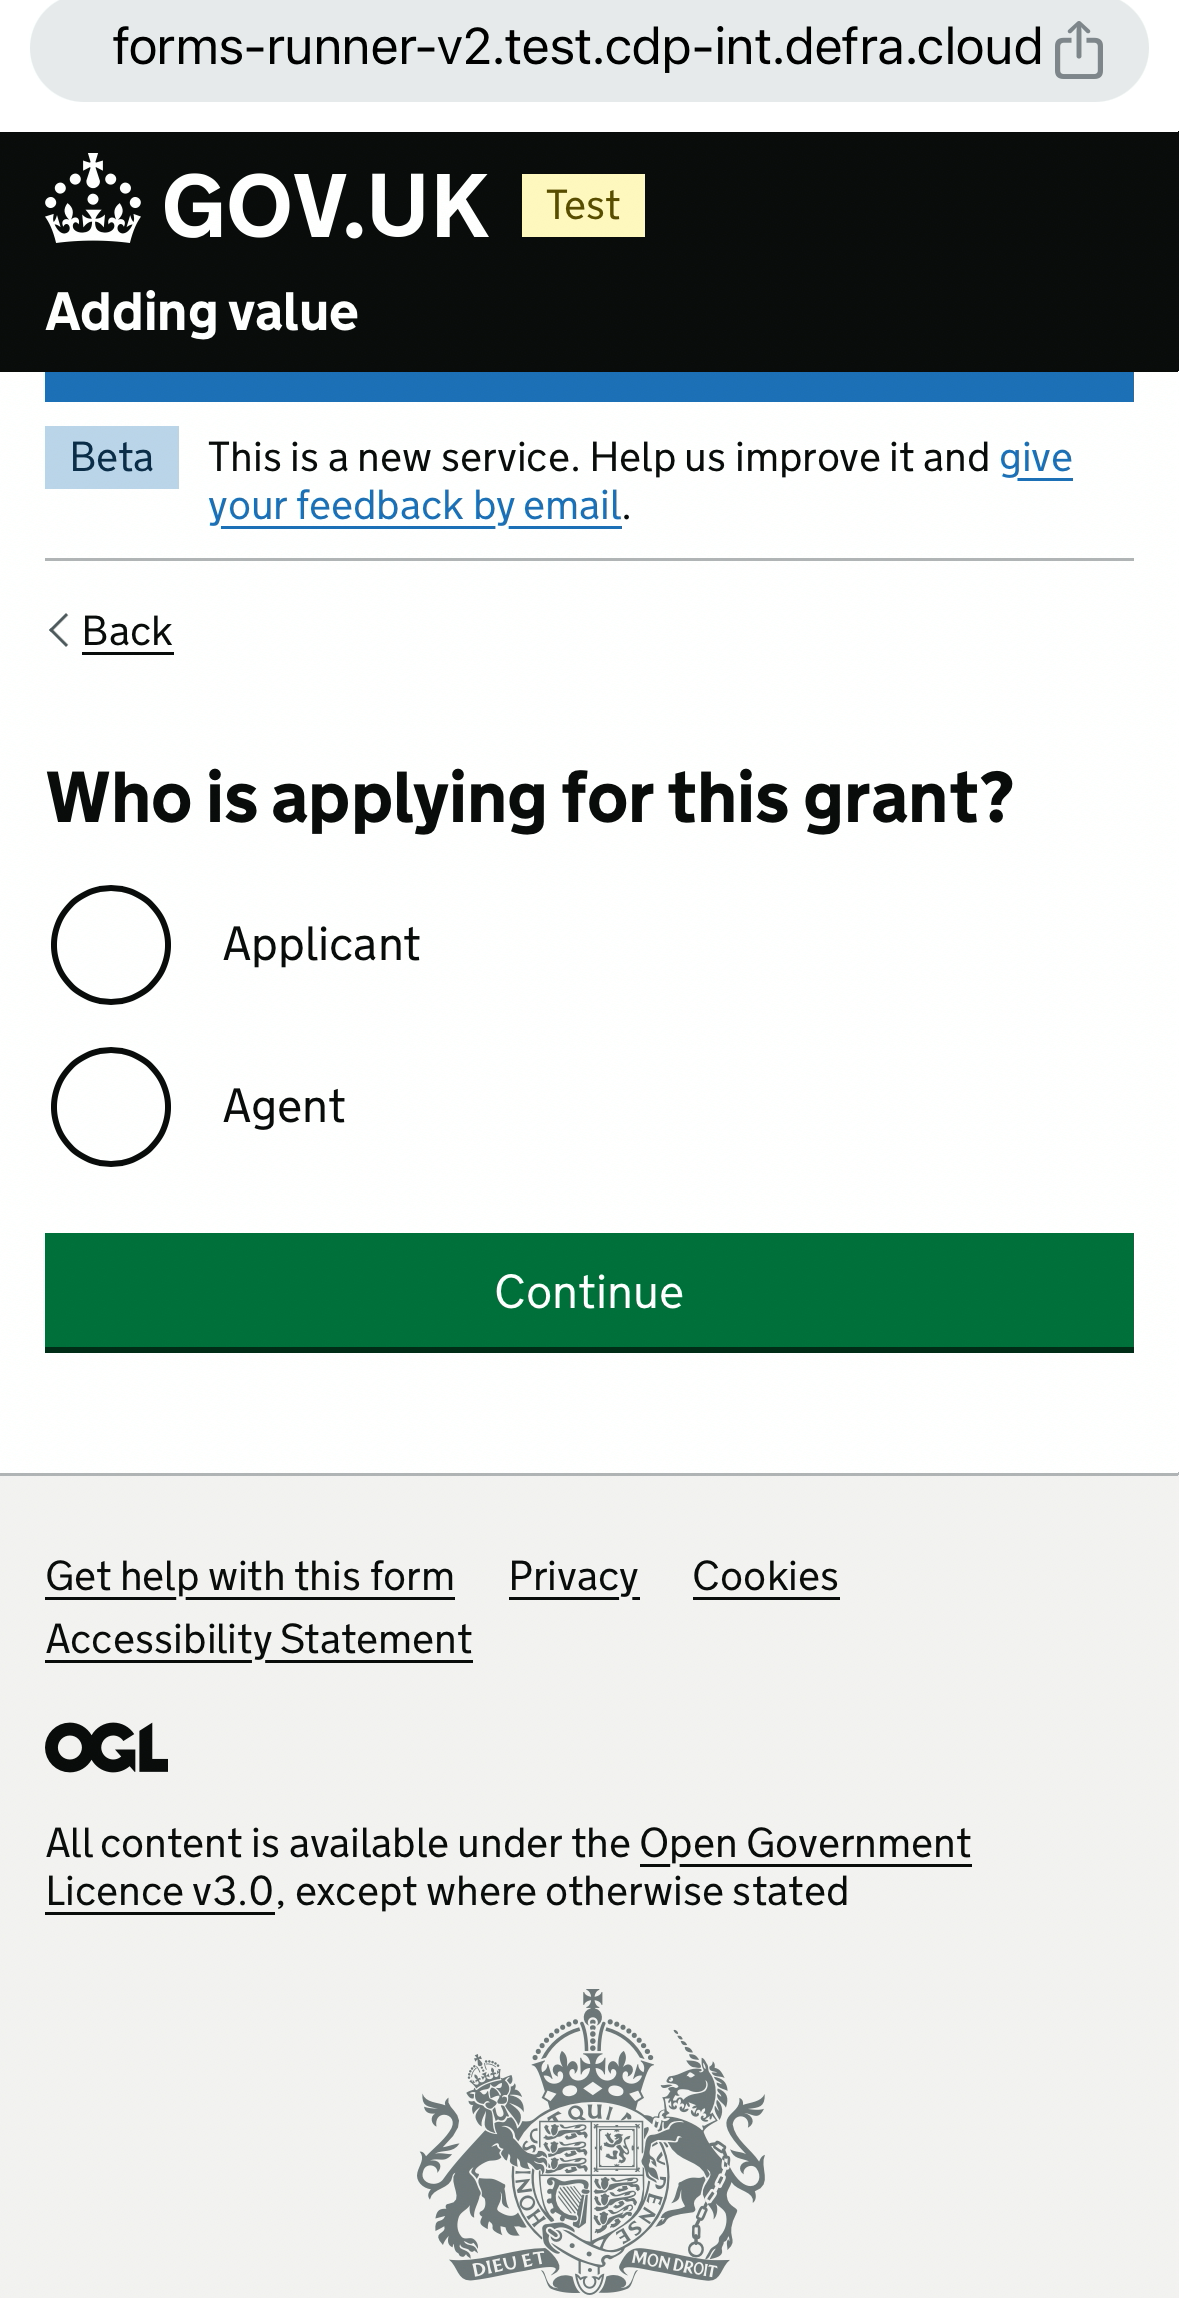 forms-runner-v2.test.cdp-int.defra.cloud
GOV.UK Test
Adding value
Beta This is a new service. Help us improve it and give
your feedback by email.
Back
Who is applying for this grant?
Applicant
Agent
Continue
Get help with this form Privacy Cookies
Accessibility Statement
OGL
All content is available under the Open Government
Licence v3.0, except where otherwise stated
QUI
HONI
DIEU ET MON DROIT